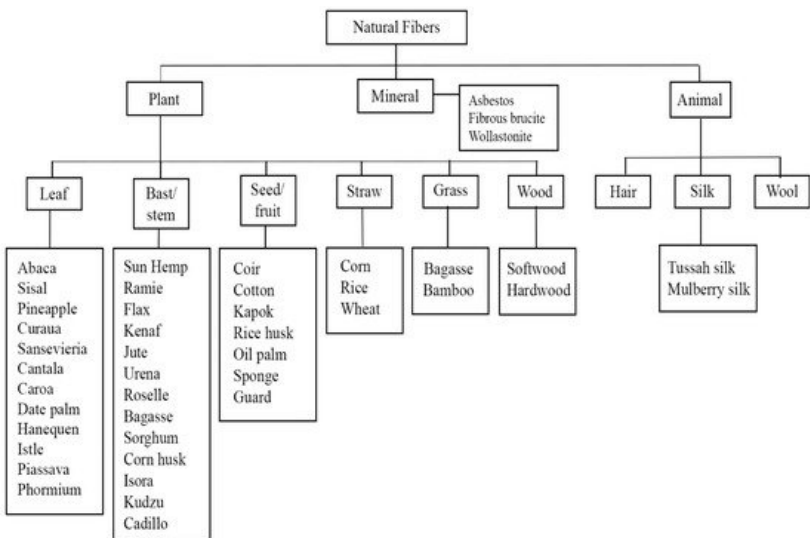 Natural Fibers
Plant
Mineral
Asbestos
Fibrous brucite
Wollastonite
Animal
Leaf
Bast/
stem
Seed/
fruit
Straw
Grass
Wood
Hair
Silk
Wool
Abaca
Sisal
Pineapple
Curaua
Sansevieria
Cantala
Caroa
Date palm
Hanequen
Istle
Piassava
Phormium
Sun Hemp
Ramie
Flax
Kenaf
Jute
Urena
Roselle
Bagasse
Sorghum
Corn husk
Isora
Kudzu
Cadillo
Coir
Cotton
Kapok
Rice husk
Oil palm
Sponge
Guard
Corn
Rice
Wheat
Bagasse
Bamboo
Softwood
Hardwood
Tussah silk
Mulberry silk